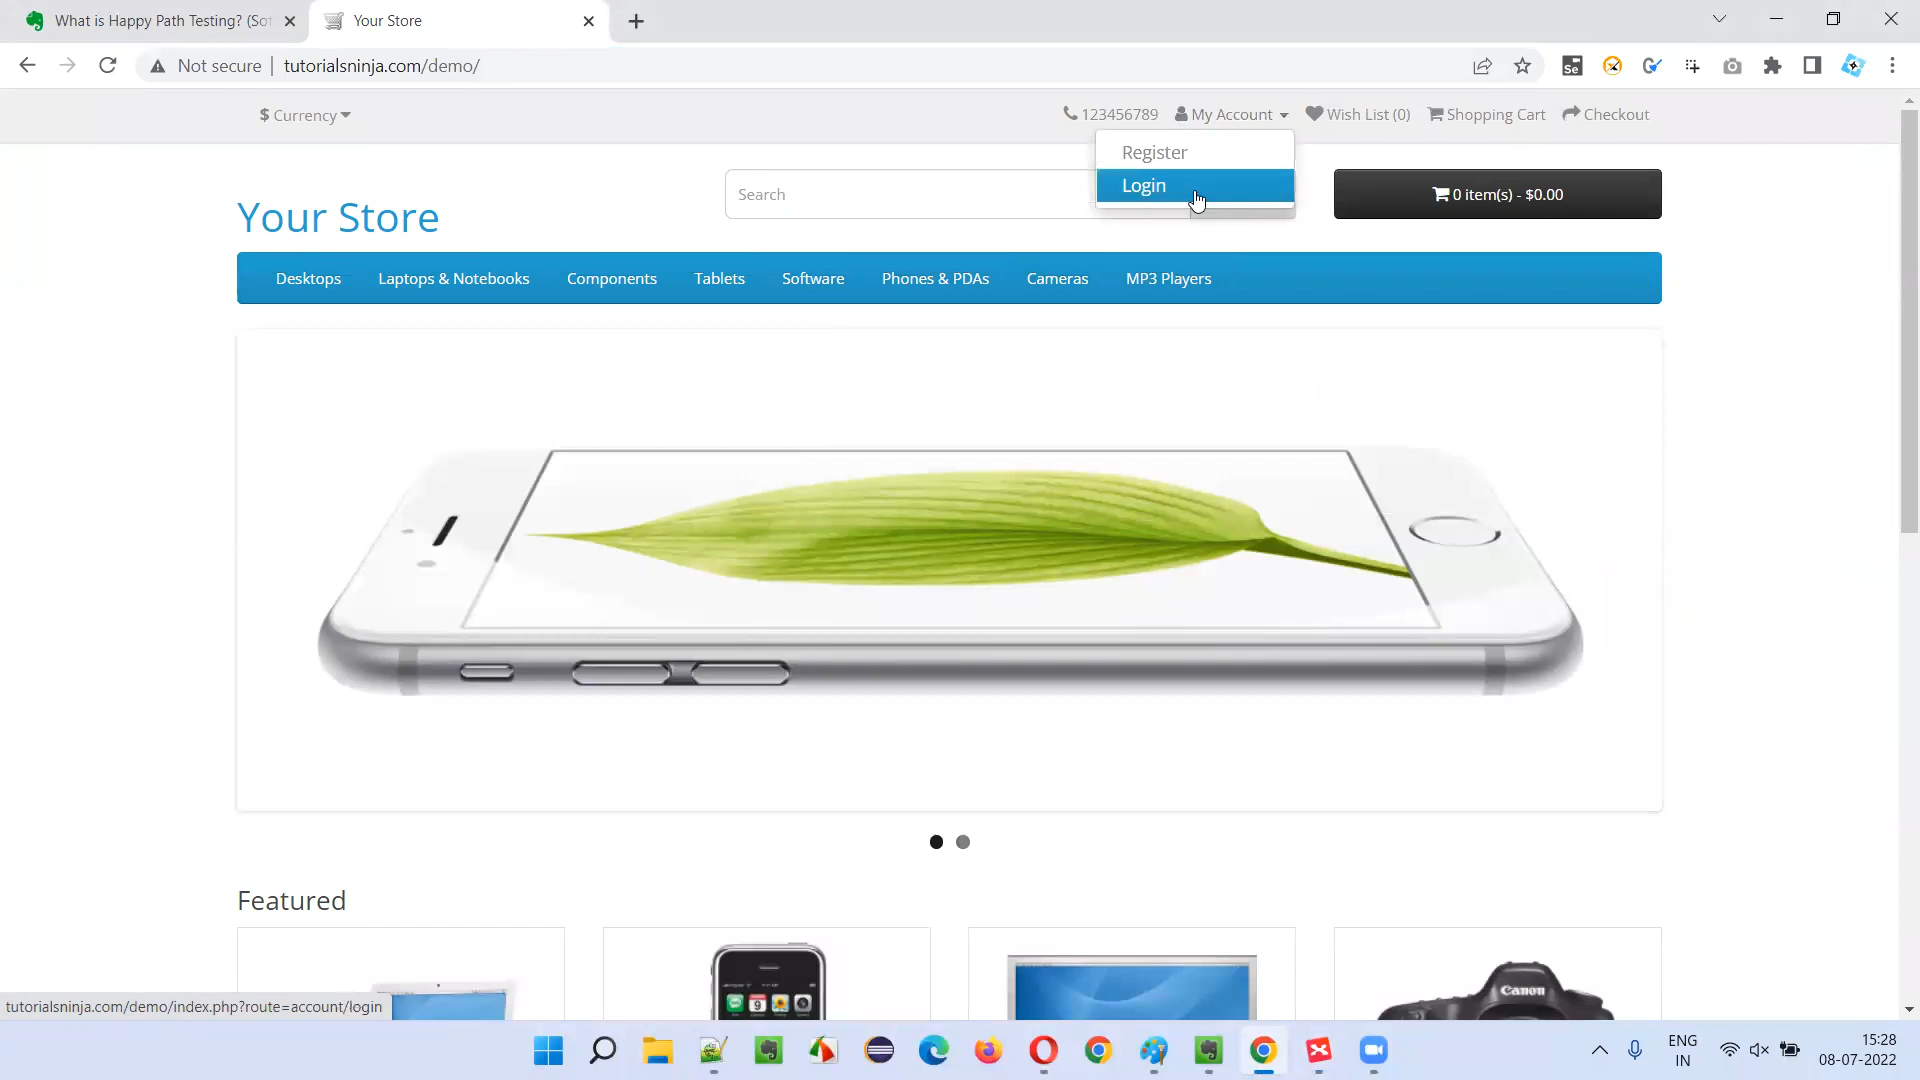 What is Happy Path Testing? (Sof
Your Store
Not secure
tutorialsninja.com/demo/
Se
$ Currency
123456789
My Account
Wish List (0)
Shopping Cart
Checkout
Register
Login
Search
0 item(s) - $0.00
Your Store
Desktops
Laptops & Notebooks
Components
Tablets
Software
Phones & PDAs
Cameras
MP3 Players
Featured
Canon
tutorialsninja.com/demo/index.php?route=account/login
ENG
IN
15:28
08-07-2022